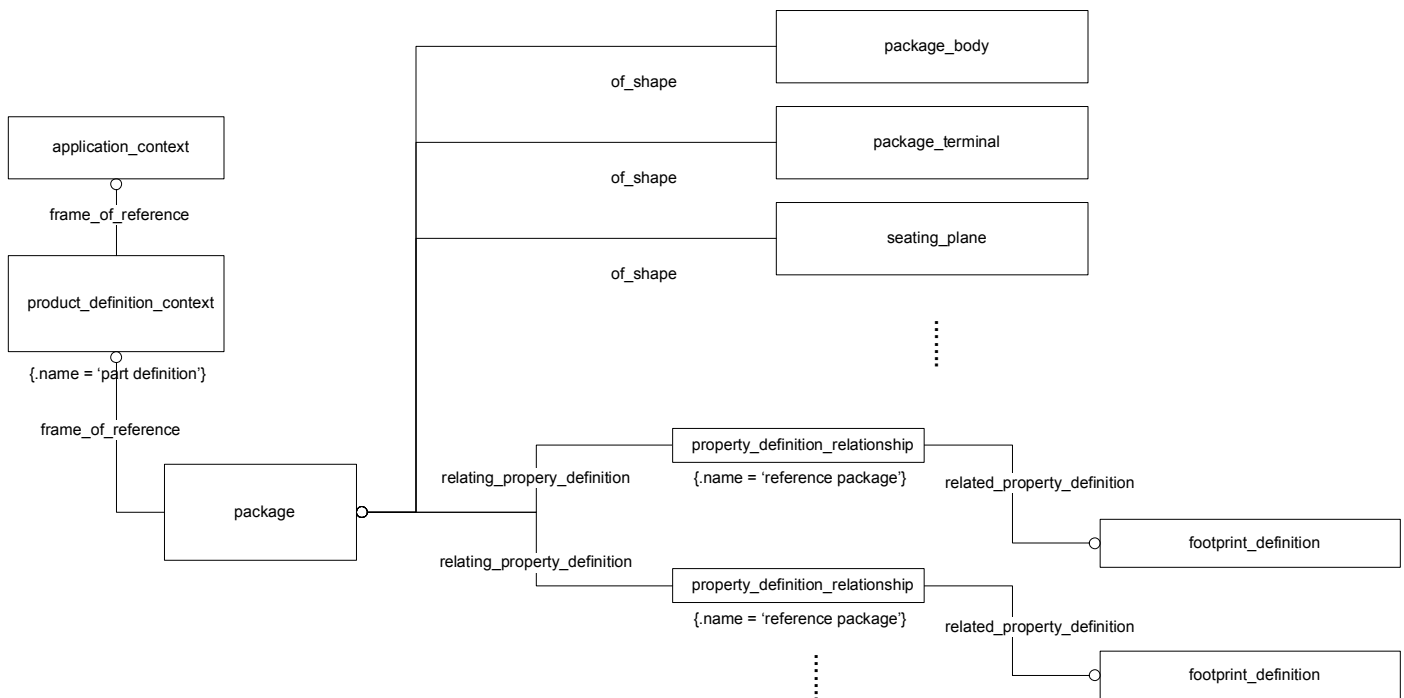 package_body
of_shape
application_context
package_terminal
of_shape
frame_of_reference
seating_plane
of_shape
product_definition_context
{.name = ‘part definition’}
frame_of_reference
property_definition_relationship
relating_propery_definition
{.name = ‘reference package’}
related_property_definition
package
footprint_definition
relating_property_definition
property_definition_relationship
{.name = ‘reference package’}
related_property_definition
footprint_definition